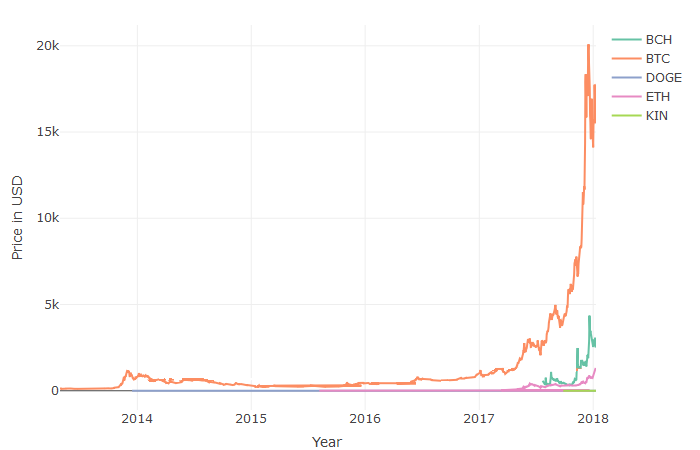 20k
15k
10k
5k
0
Price in USD
2014
2015
2016
2017
2018
Year
BCH
BTC
DOGE
ETH
KIN